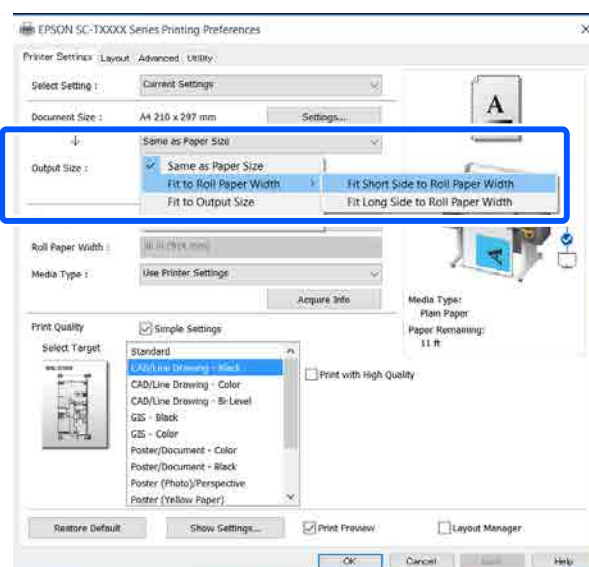 EPSON SC-TXXXX Series Printing Preferences
Printer Settings Layout Advanced Utility
Select Setting : Current Settings
Document Size : A4 210 x 297 mm Settings...
Same as Paper Size
Output Size :
Same as Paper Size
Fit to Roll Paper Width Fit Short Side to Roll Paper Width
Fit to Output Size Fit Long Side to Roll Paper Width
Roll Paper Width :
Media Type : Use Printer Settings
Acquire Info
Media Type:
Plain Paper
Paper Remaining:
11 ft
Print Quality Simple Settings
Select Target
Standard
CAD/Line Drawing - Black
Print with High Quality
CAD/Line Drawing - Color
CAD/Line Drawing - Bi-Level
GIS - Black
GIS - Color
Poster/Document - Color
Poster/Document - Black
Poster (Photo)/Perspective
Poster (Yellow Paper)
Restore Default Show Settings... Print Preview Layout Manager
OK Cancel Help